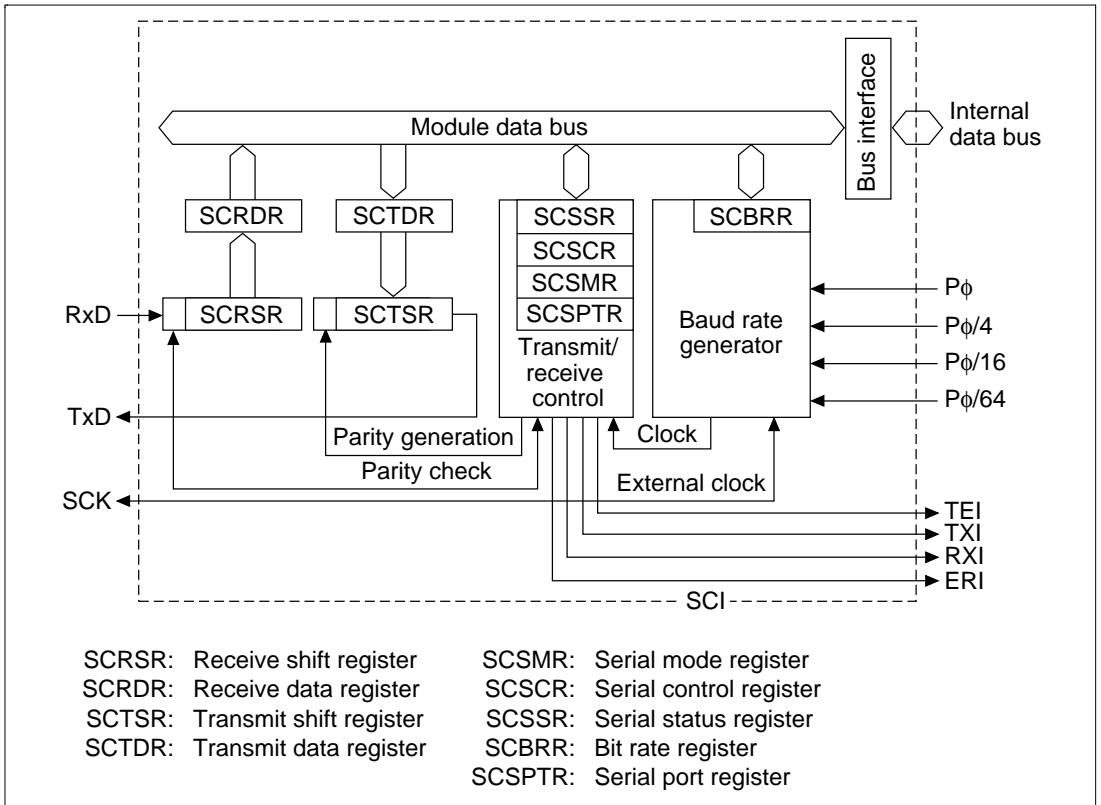 Module data bus
Bus interface
Internal
data bus
SCRDR
SCTDR
SCSSR
SCBRR
SCSCR
SCSMR
SCSPTR
RxD
SCRSR
SCTSR
Transmit/
receive
control
Baud rate
generator
Pϕ
Pϕ/4
Pϕ/16
Pϕ/64
TxD
Parity generation
Clock
Parity check
External clock
SCK
TEI
TXI
RXI
ERI
SCI
SCRSR: Receive shift register
SCRDR: Receive data register
SCTSR: Transmit shift register
SCTDR: Transmit data register
SCSMR: Serial mode register
SCSCR: Serial control register
SCSSR: Serial status register
SCBRR: Bit rate register
SCSPTR: Serial port register